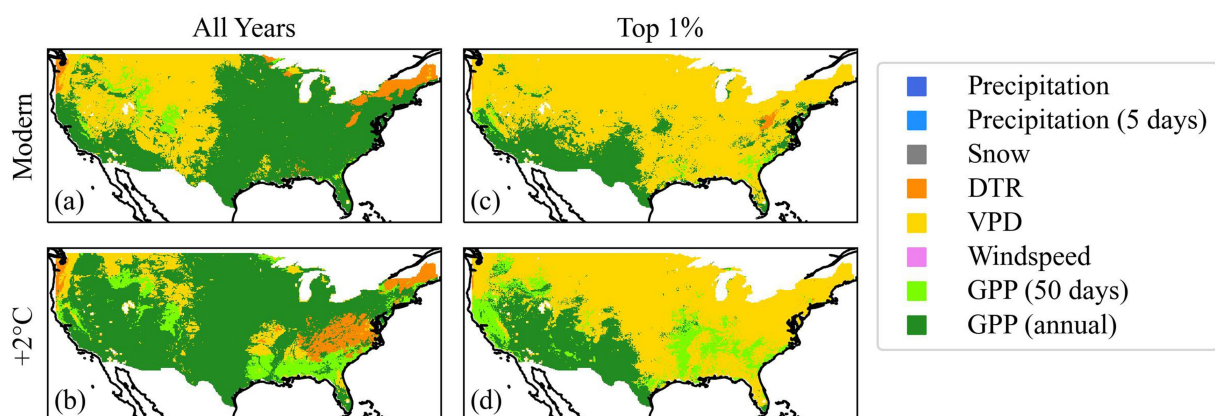 All Years
Top 1%
Modern
(a)
(c)
+2°C
(b)
(d)
Precipitation
Precipitation (5 days)
Snow
DTR
VPD
Windspeed
GPP (50 days)
GPP (annual)